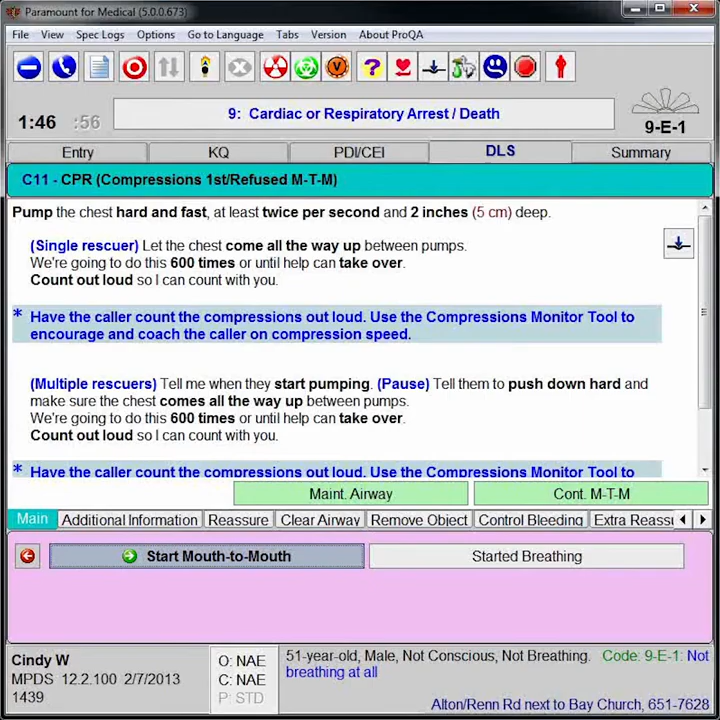 Paramount for Medical (5.0.0.673)
File View Spec Logs Options Go to Language Tabs Version About ProQA
V ?
1:46 :56 9: Cardiac or Respiratory Arrest / Death 9-E-1
Entry KQ PDI/CEI DLS Summary
C11 - CPR (Compressions 1st/Refused M-T-M)
Pump the chest hard and fast, at least twice per second and 2 inches (5 cm) deep.
(Single rescuer) Let the chest come all the way up between pumps.
We're going to do this 600 times or until help can take over.
Count out loud so I can count with you.
* Have the caller count the compressions out loud. Use the Compressions Monitor Tool to
encourage and coach the caller on compression speed.
(Multiple rescuers) Tell me when they start pumping. (Pause) Tell them to push down hard and
make sure the chest comes all the way up between pumps.
We're going to do this 600 times or until help can take over.
Count out loud so I can count with you.
* Have the caller count the compressions out loud. Use the Compressions Monitor Tool to
Maint. Airway Cont. M-T-M
Main Additional Information Reassure Clear Airway Remove Object Control Bleeding Extra Reass
Start Mouth-to-Mouth Started Breathing
Cindy W
MPDS 12.2.100 2/7/2013
1439
O: NAE
C: NAE
P: STD
51-year-old, Male, Not Conscious, Not Breathing. Code: 9-E-1: Not
breathing at all
Alton/Renn Rd next to Bay Church, 651-7628